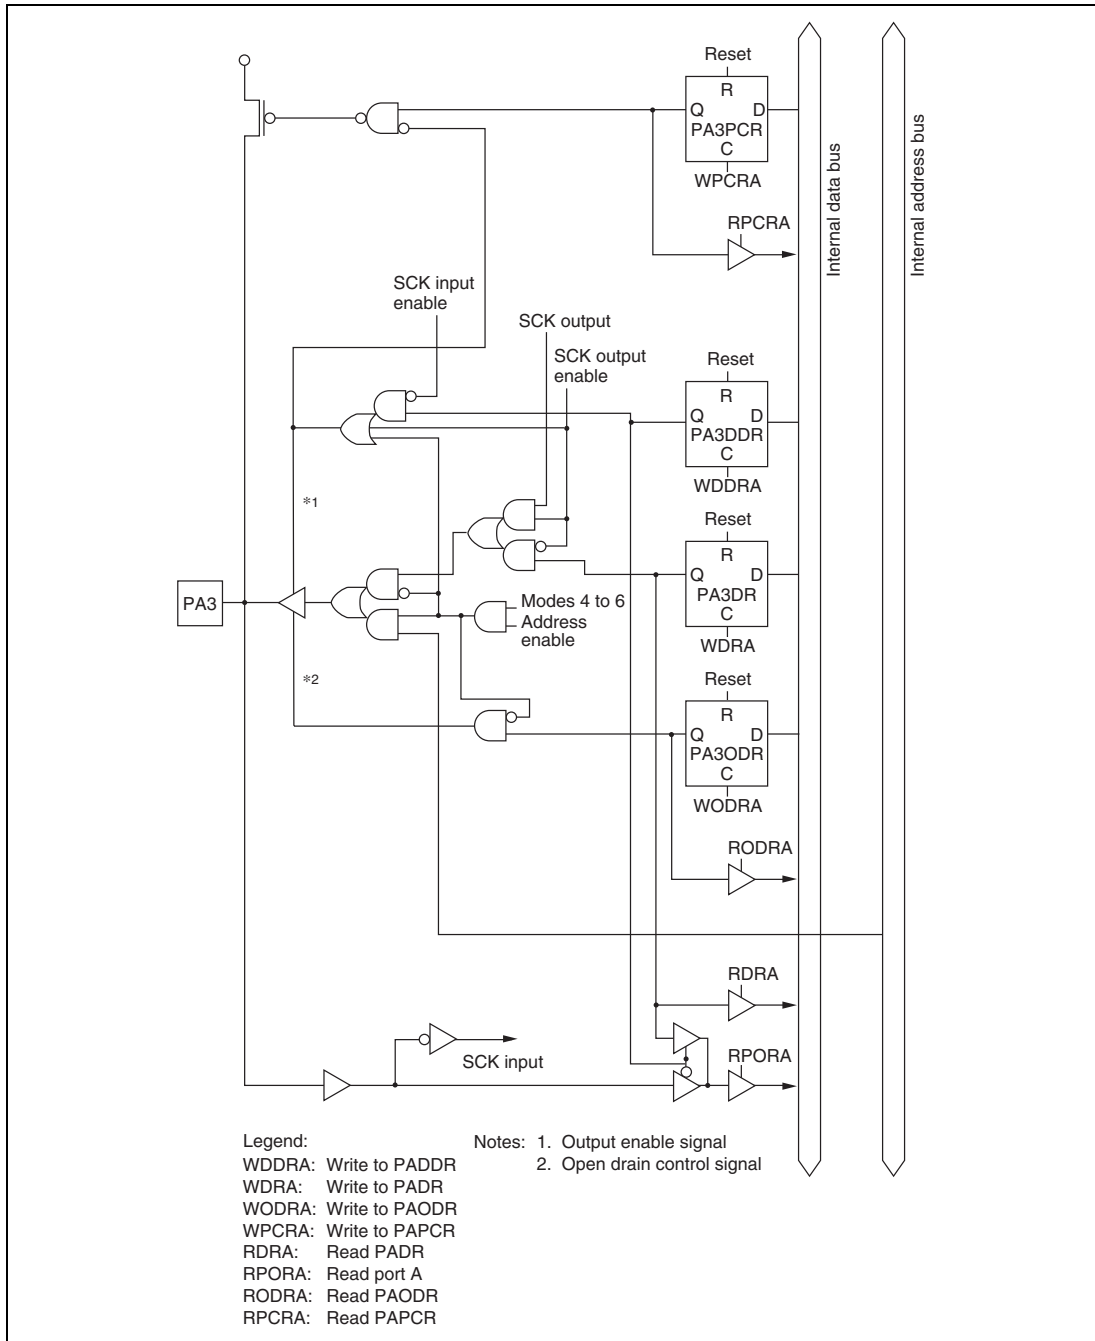 Reset
R
Q D
PA3PCR
C
WPCRA
RPCRA
Internal data bus
Internal address bus
SCK input
enable
SCK output
SCK output
enable
Reset
R
Q D
PA3DDR
C
WDDRA
*1
Reset
R
Q D
PA3DR
C
WDRA
PA3
Modes 4 to 6
Address
enable
*2
Reset
R
Q D
PA3ODR
C
WODRA
RODRA
RDRA
SCK input
RPORA
Legend:
WDDRA: Write to PADDR
WDRA: Write to PADR
WODRA: Write to PAODR
WPCRA: Write to PAPCR
RDRA: Read PADR
RPORA: Read port A
RODRA: Read PAODR
RPCRA: Read PAPCR
Notes: 1. Output enable signal
2. Open drain control signal